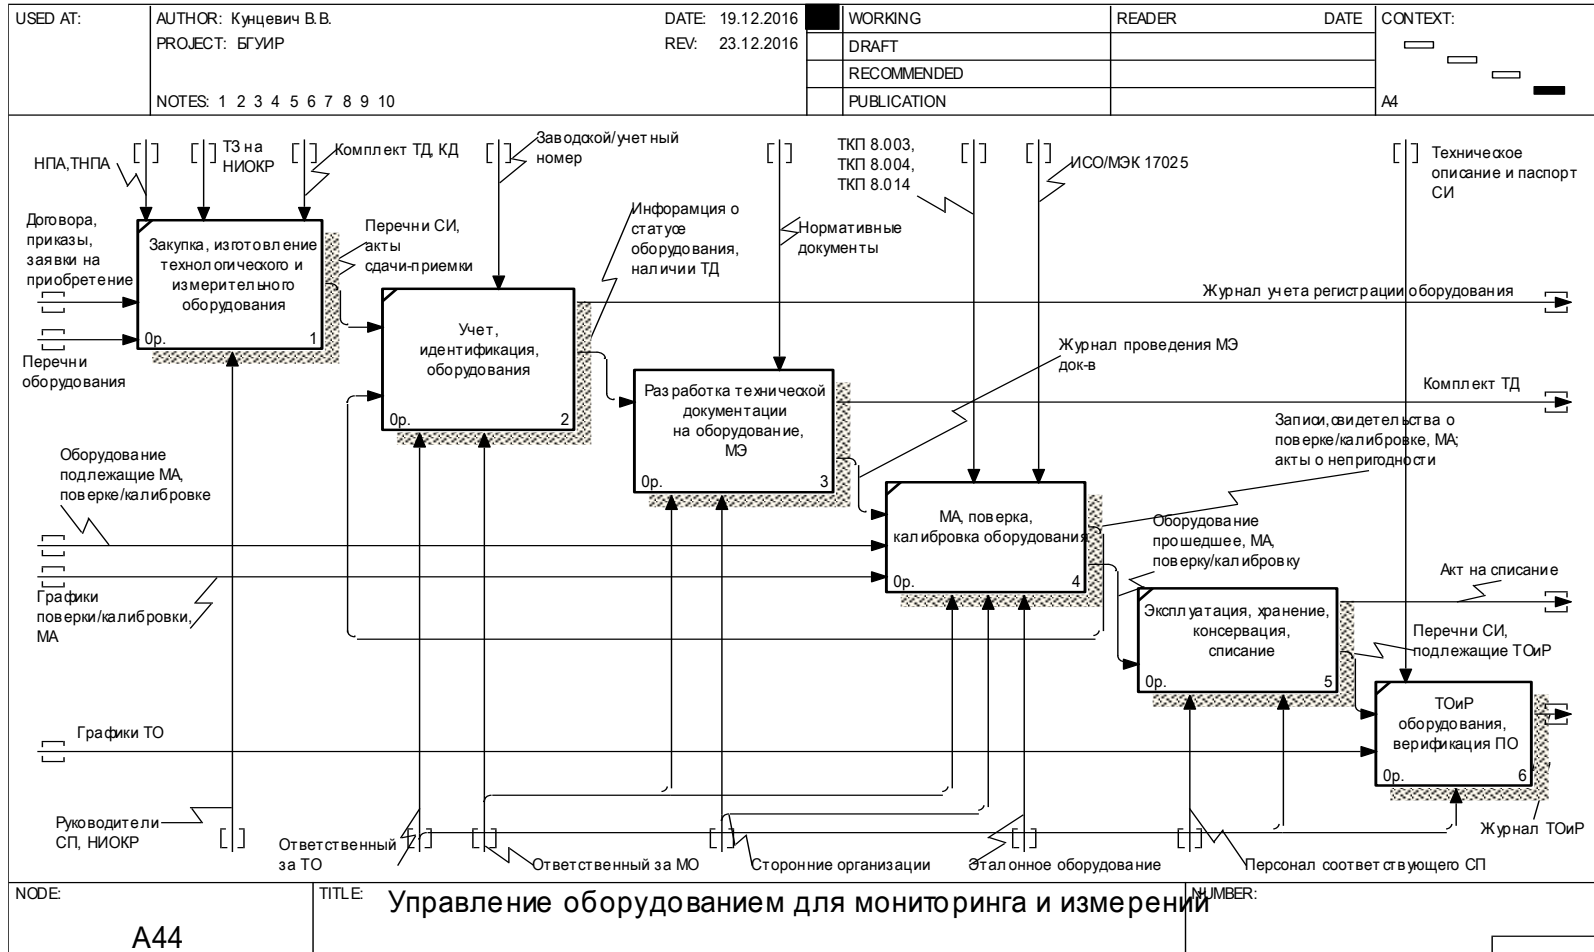 USED AT:
AUTHOR: Кунцевич В.В.
DATE: 19.12.2016
PROJECT: БГУИР
REV: 23.12.2016
NOTES: 1 2 3 4 5 6 7 8 9 10
WORKING
DRAFT
RECOMMENDED
PUBLICATION
READER
DATE
CONTEXT:
A4
НПА,ТНПА
ТЗ на
НИОКР
Комплект ТД, КД
Заводской/учетный
номер
ТКП 8.003,
ТКП 8.004,
ТКП 8.014
ИСО/МЭК 17025
Техническое
описание и паспорт
СИ
Договора,
приказы,
заявки на
приобретение
Закупка, изготовление
технологического и
измерительного
оборудования
0р.
1
Перечни СИ,
акты
сдачи-приемки
Инфорамция о
статусе
оборудования,
наличии ТД
Нормативные
документы
Журнал учета регистрации оборудования
Перечни
оборудования
Учет,
идентификация,
оборудования
0р.
2
Журнал проведения МЭ
док-в
Комплект ТД
Разработка технической
документации
на оборудование,
МЭ
0р.
3
Записи,свидетельства о
поверке/калибровке, МА;
акты о непригодности
Оборудование
подлежащие МА,
поверке/калибровке
МА, поверка,
калибровка оборудования
0р.
4
Оборудование
прошедшее, МА,
поверку/калибровку
Акт на списание
Графики
поверки/калибровки,
МА
Эксплуатация, хранение,
консервация,
списание
0р.
5
Перечни СИ,
подлежащие ТОиР
Графики ТО
ТОиР
оборудования,
верификация ПО
0р.
6
Руководители
СП, НИОКР
Ответственный
за ТО
Ответственный за МО
Сторонние организации
Эталонное оборудование
Персонал соответствующего СП
Журнал ТОиР
NODE:
A44
TITLE:
Управление оборудованием для мониторинга и измерений
NUMBER: